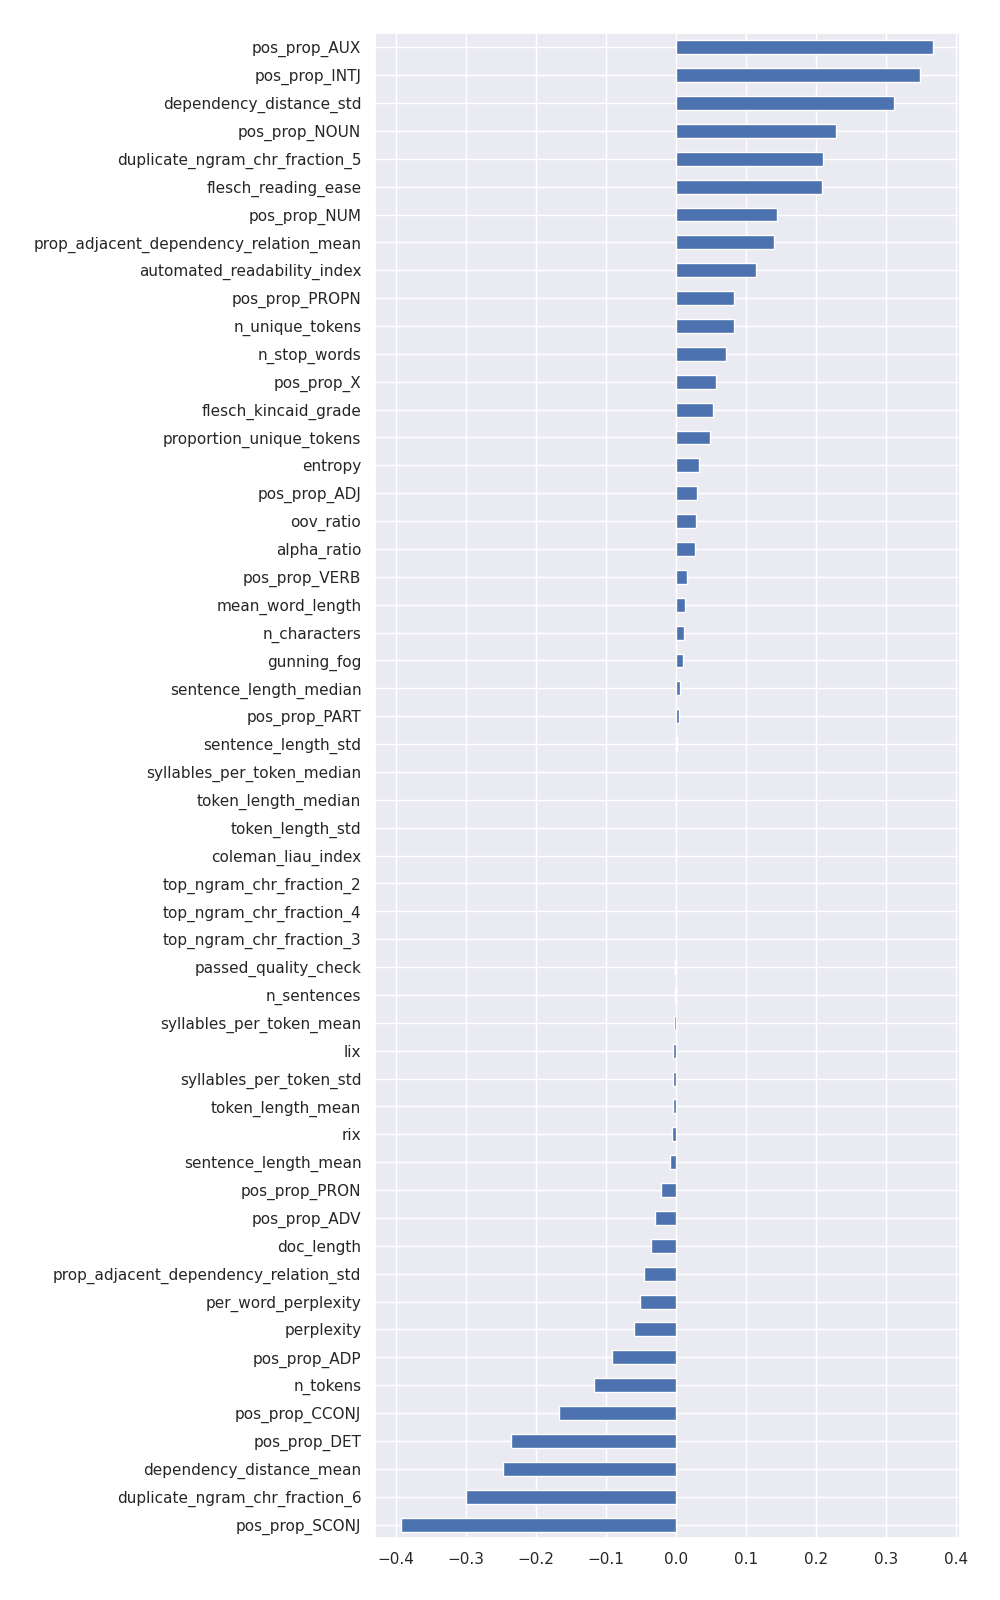 pos_prop_AUX
pos_prop_INTJ
dependency_distance_std
pos_prop_NOUN
duplicate_ngram_chr_fraction_5
flesch_reading_ease
pos_prop_NUM
prop_adjacent_dependency_relation_mean
automated_readability_index
pos_prop_PROPN
n_unique_tokens
n_stop_words
pos_prop_X
flesch_kincaid_grade
proportion_unique_tokens
entropy
pos_prop_ADJ
oov_ratio
alpha_ratio
pos_prop_VERB
mean_word_length
n_characters
gunning_fog
sentence_length_median
pos_prop_PART
sentence_length_std
syllables_per_token_median
token_length_median
token_length_std
coleman_liau_index
top_ngram_chr_fraction_2
top_ngram_chr_fraction_4
top_ngram_chr_fraction_3
passed_quality_check
n_sentences
syllables_per_token_mean
lix
syllables_per_token_std
token_length_mean
rix
sentence_length_mean
pos_prop_PRON
pos_prop_ADV
doc_length
prop_adjacent_dependency_relation_std
per_word_perplexity
perplexity
pos_prop_ADP
n_tokens
pos_prop_CCONJ
pos_prop_DET
dependency_distance_mean
duplicate_ngram_chr_fraction_6
pos_prop_SCONJ
−0.4 −0.3 −0.2 −0.1 0.0 0.1 0.2 0.3 0.4